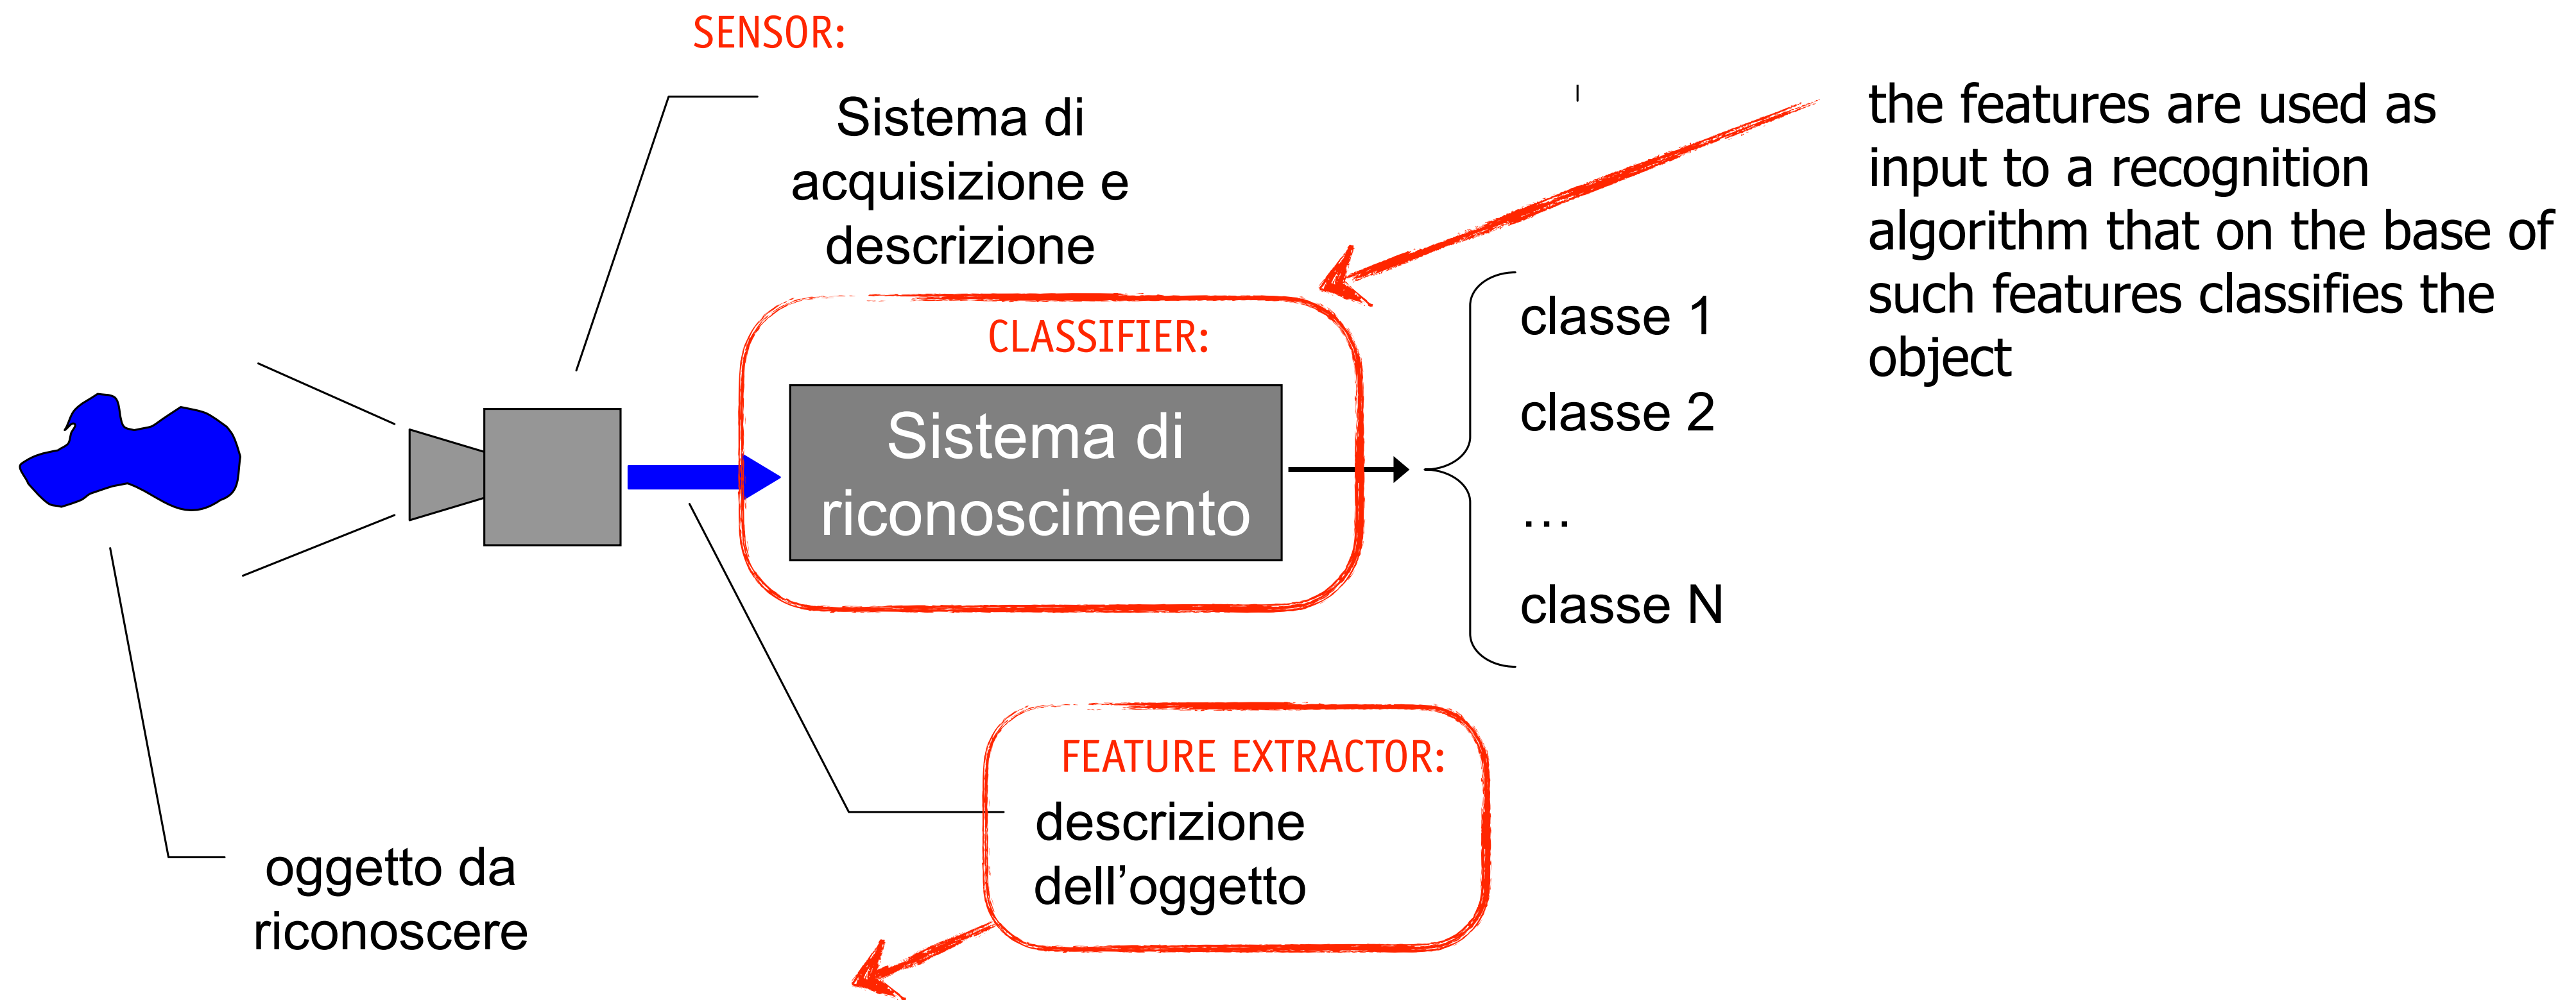 SENSOR:
Sistema di
acquisizione e
descrizione
the features are used as
input to a recognition
algorithm that on the base of
such features classifies the
object
CLASSIFIER:
Sistema di
riconoscimento
classe 1
classe 2
…
classe N
FEATURE EXTRACTOR:
descrizione
dell’oggetto
oggetto da
riconoscere